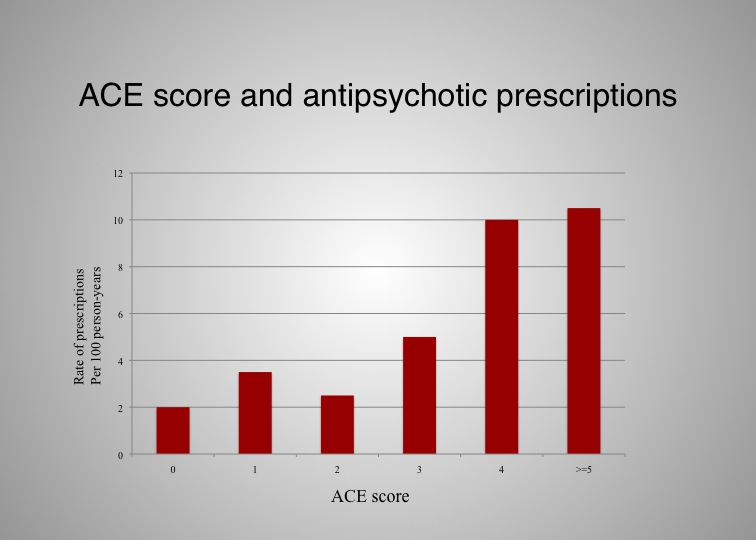 ACE score and antipsychotic prescriptions
12
10
8
6
4
2
0
Rate of prescriptions
Per 100 person-years
0 1 2 3 4 >=5
ACE score